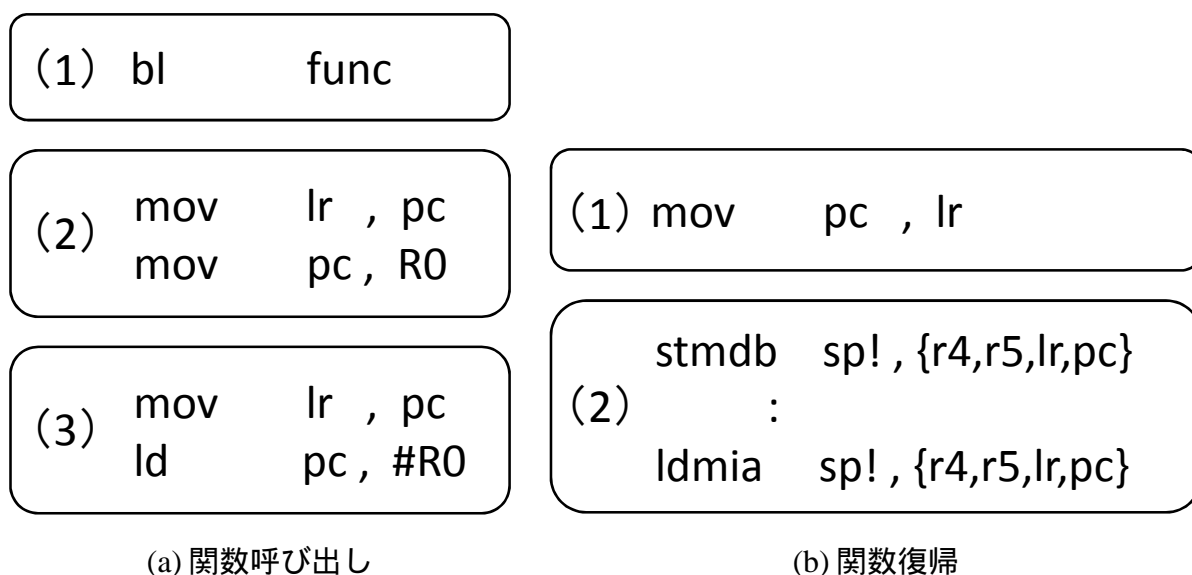 （1） bl func
（2） mov lr , pc
mov pc , R0
（3） mov lr , pc
ld pc , #R0
(a) 関数呼び出し
（1） mov pc , lr
（2） stmdb sp! , {r4,r5,lr,pc}
:
ldmia sp! , {r4,r5,lr,pc}
(b) 関数復帰